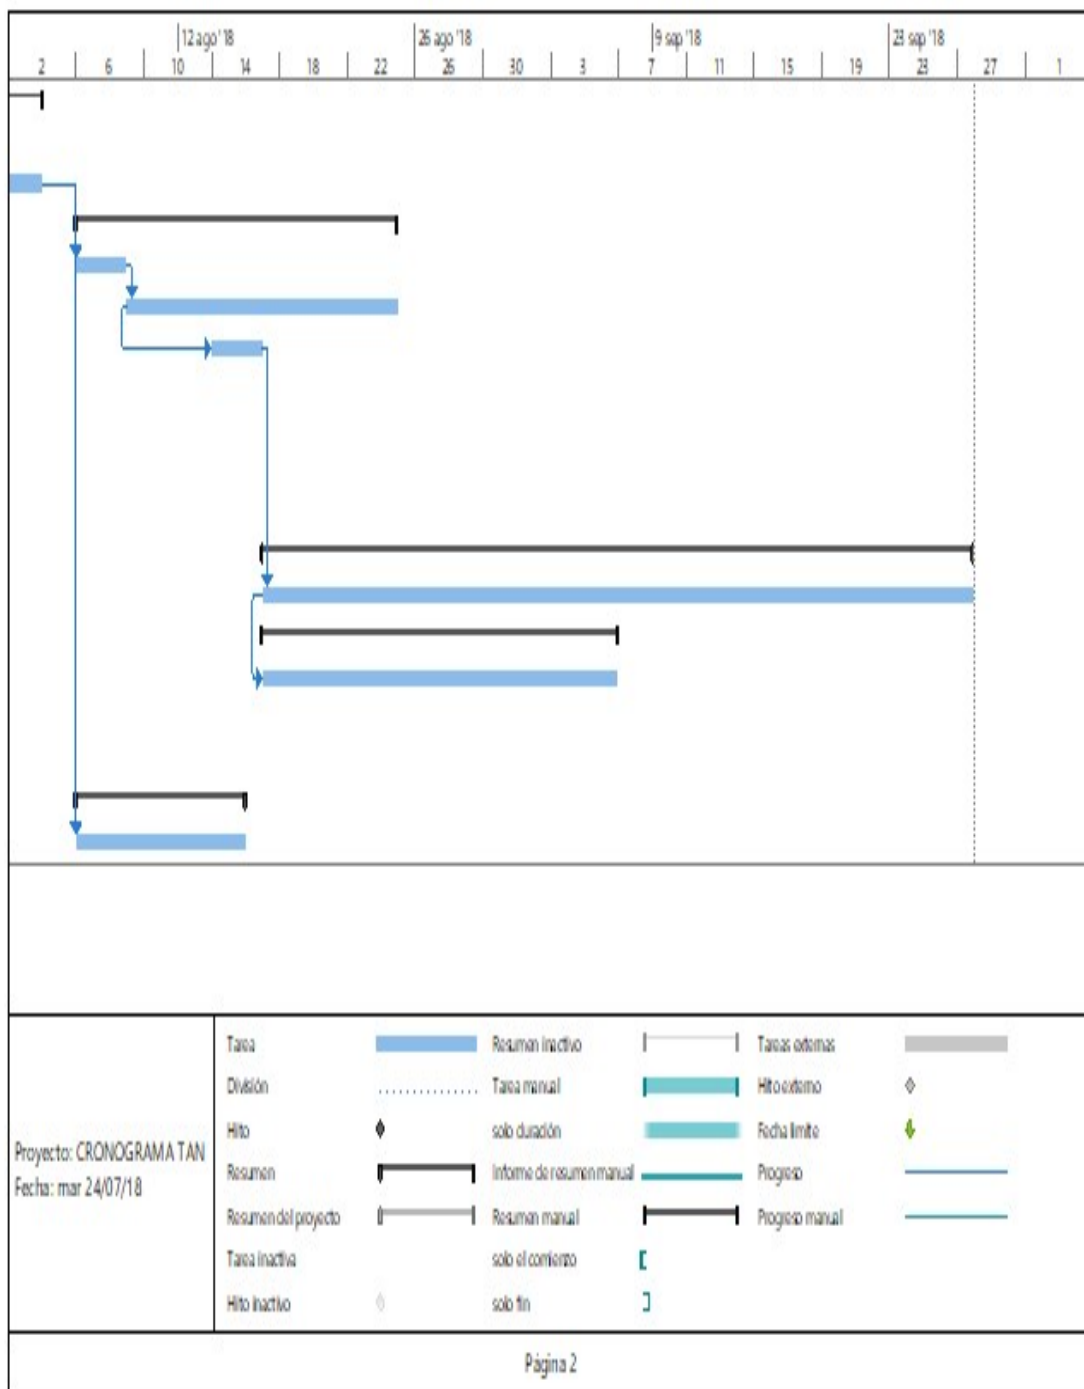 12 ago '18 26 ago '18 9 sep '18 23 sep '18
2 6 10 14 18 22 26 30 3 7 11 15 19 23 27 1
Tarea Resumen inactivo Tareas externas
División Tarea manual Hito externo
Hito solo duración Fecha límite
Resumen Informe de resumen manual Progreso
Resumen del proyecto Resumen manual Progreso manual
Tarea inactiva solo el comienzo
Hito inactivo solo fin
Proyecto: CRONOGRAMA TAN
Fecha: mar 24/07/18
Página 2